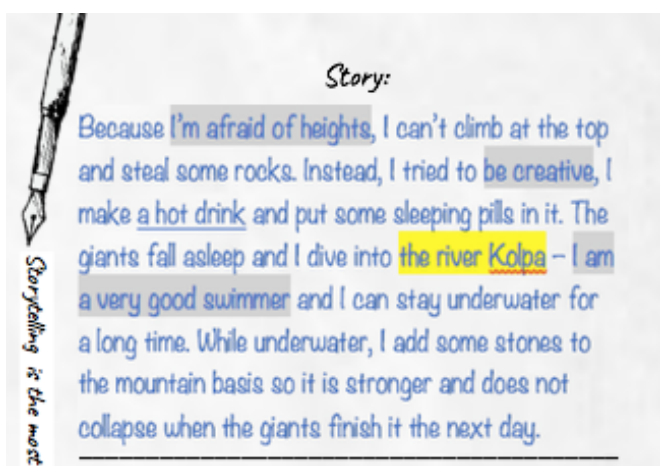 Story:
Because I'm afraid of heights, I can't climb at the top
and steal some rocks. Instead, I tried to be creative, I
make a hot drink and put some sleeping pills in it. The
giants fall asleep and I dive into the river Kolpa – I am
a very good swimmer and I can stay underwater for
a long time. While underwater, I add some stones to
the mountain basis so it is stronger and does not
collapse when the giants finish it the next day.
Storytelling is the most